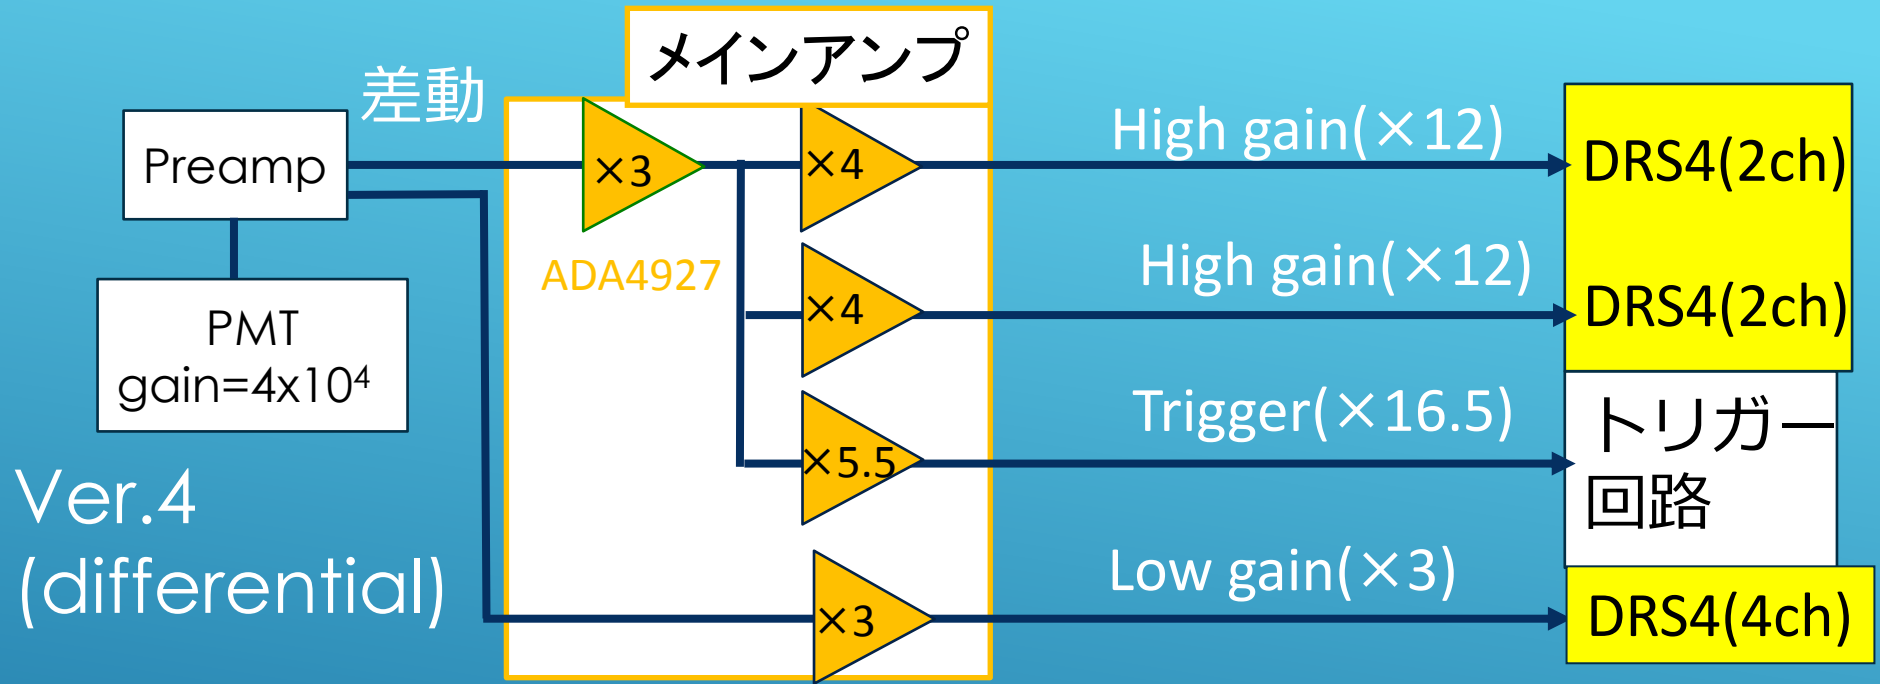 メインアンプ
差動
Preamp
×3
×4
High gain(×12)
DRS4(2ch)
ADA4927
×4
High gain(×12)
DRS4(2ch)
PMT
gain=4x10⁴
×5.5
Trigger(×16.5)
トリガー
回路
Ver.4
(differential)
×3
Low gain(×3)
DRS4(4ch)